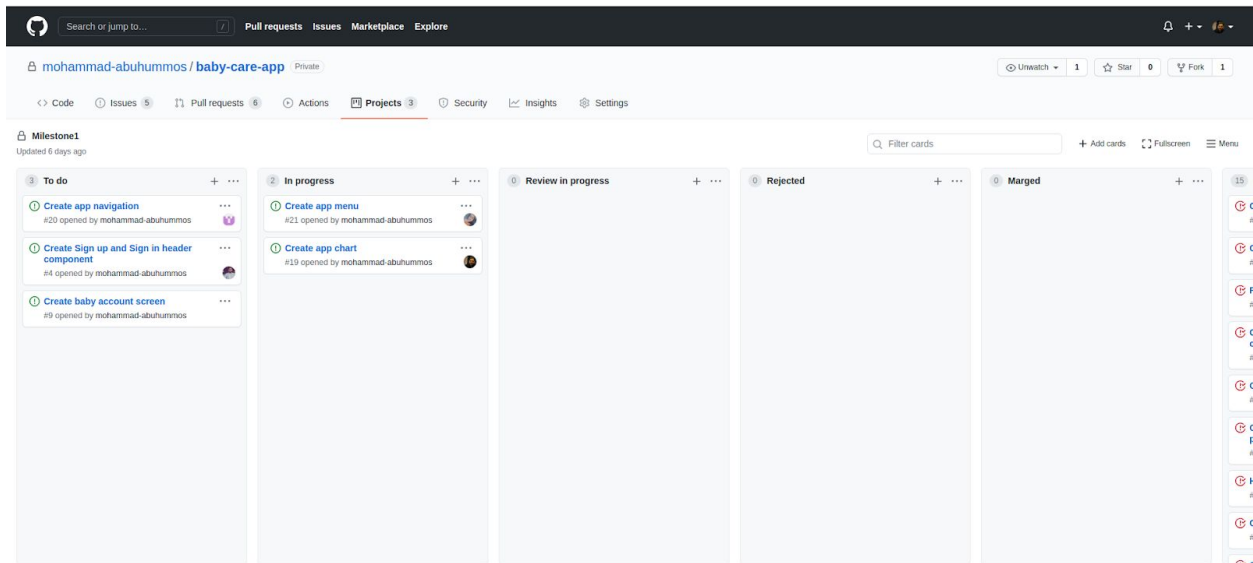 Search or jump to... / Pull requests Issues Marketplace Explore
mohammad-abuhummos / baby-care-app Private Unwatch 1 Star 0 Fork 1
Code Issues 5 Pull requests 6 Actions Projects 3 Security Insights Settings
Milestone1
Updated 6 days ago
Filter cards + Add cards Fullscreen Menu
3 To do + ...
Create app navigation ...
#20 opened by mohammad-abuhummos
Create Sign up and Sign in header ...
component
#4 opened by mohammad-abuhummos
Create baby account screen ...
#9 opened by mohammad-abuhummos
2 In progress + ...
Create app menu ...
#21 opened by mohammad-abuhummos
Create app chart ...
#19 opened by mohammad-abuhummos
0 Review in progress + ...
0 Rejected + ...
0 Marged + ...
15